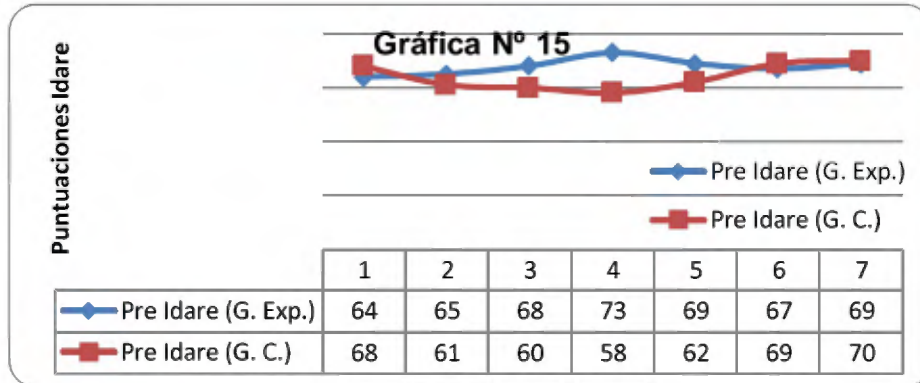 Gráfica Nº 15
Puntuaciones Idare
Pre Idare (G. Exp.)
Pre Idare (G. C.)
1 2 3 4 5 6 7
Pre Idare (G. Exp.) 64 65 68 73 69 67 69
Pre Idare (G. C.) 68 61 60 58 62 69 70